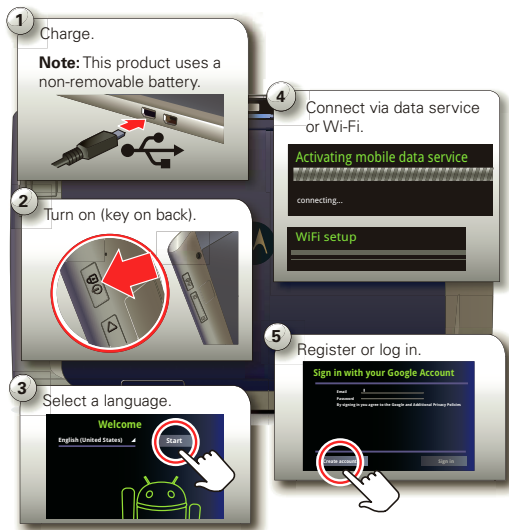 1
Charge.
Note: This product uses a
non-removable battery.
2
Turn on (key on back).
3
Select a language.
Welcome
English (United States)
Start
4
Connect via data service
or Wi-Fi.
Activating mobile data service
connecting...
WiFi setup
5
Register or log in.
Sign in with your Google Account
Email
Password
By signing in you agree to the Google and Additional Privacy Policies
Create account
Sign in